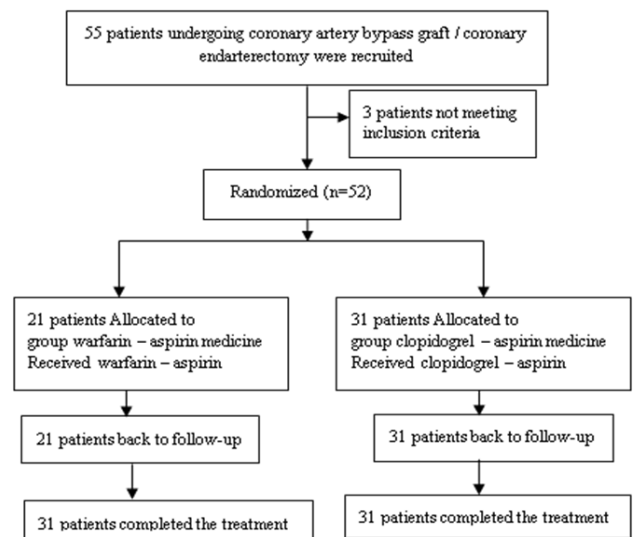 55 patients undergoing coronary artery bypass graft / coronary
endarterectomy were recruited
3 patients not meeting
inclusion criteria
Randomized (n=52)
21 patients Allocated to
group warfarin – aspirin medicine
Received warfarin – aspirin
31 patients Allocated to
group clopidogrel – aspirin medicine
Received clopidogrel – aspirin
21 patients back to follow-up
31 patients back to follow-up
31 patients completed the treatment
31 patients completed the treatment